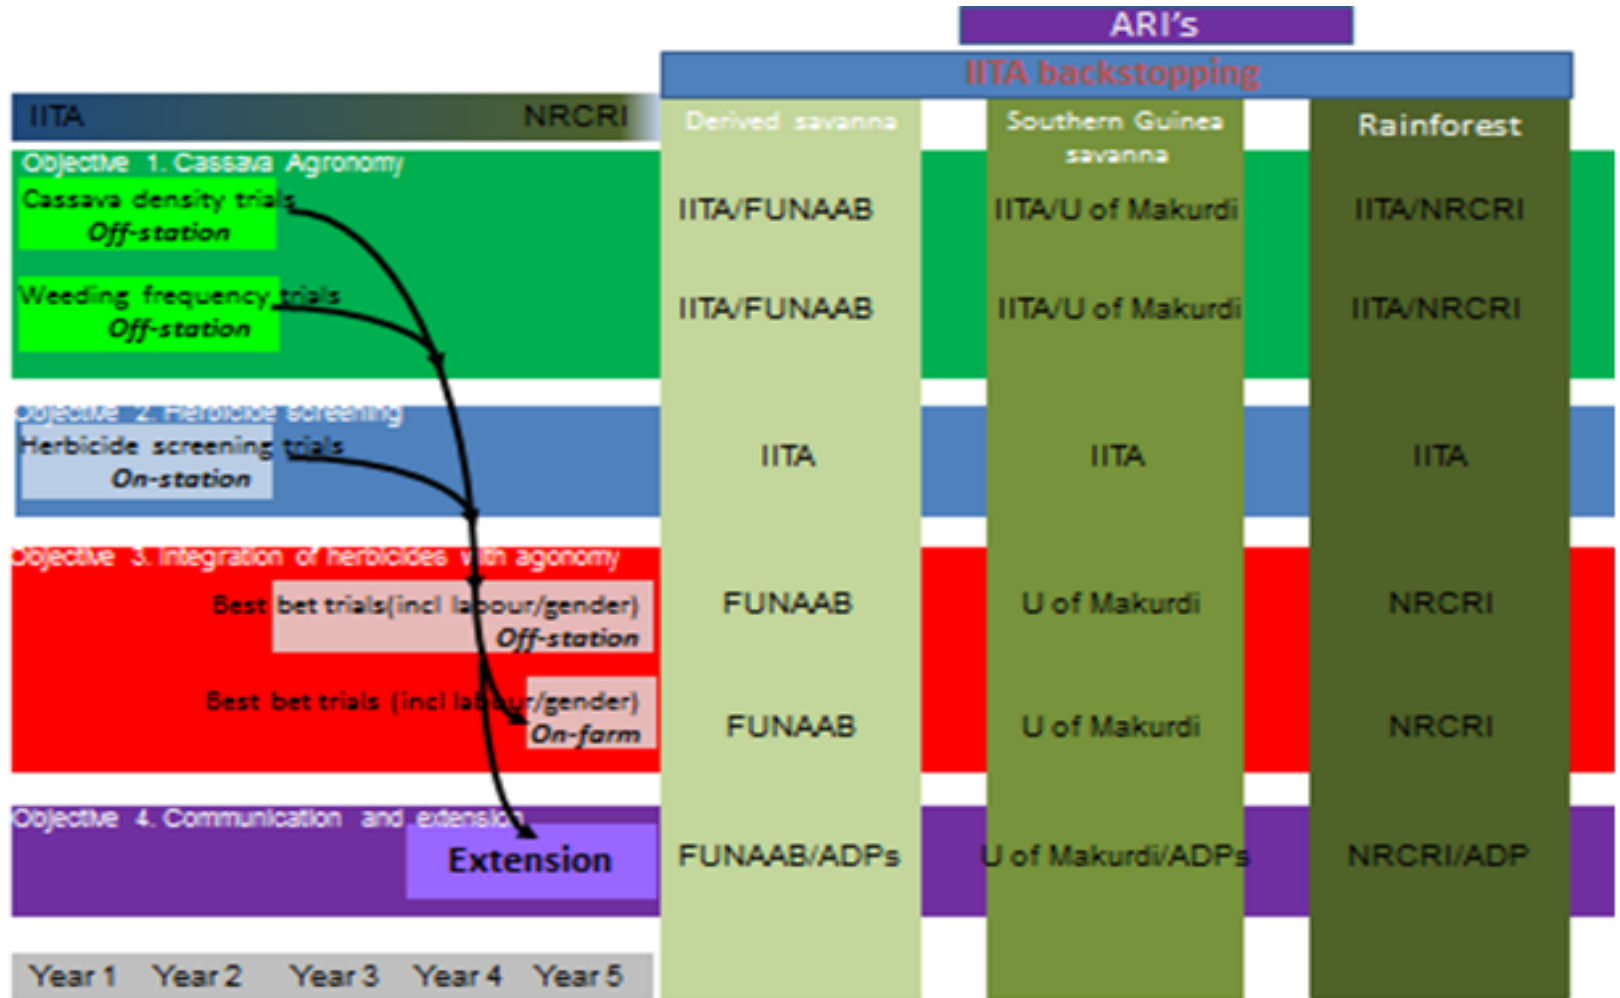 ARI's
IITA backstopping
IITA NRCRI
Derived savanna
Southern Guinea
savanna
Rainforest
Objective 1. Cassava Agronomy
Cassava density trials
Off-station
IITA/FUNAAB
IITA/U of Makurdi
IITA/NRCRI
Weeding frequency trials
Off-station
IITA/FUNAAB
IITA/U of Makurdi
IITA/NRCRI
Objective 2. Herbicide screening
Herbicide screening trials
On-station
IITA
IITA
IITA
Objective 3. Integration of herbicides with agonomy
Best bet trials(incl labour/gender)
Off-station
FUNAAB
U of Makurdi
NRCRI
Best bet trials (incl labour/gender)
On-farm
FUNAAB
U of Makurdi
NRCRI
Objective 4. Communication and extension
Extension
FUNAAB/ADPs
U of Makurdi/ADPs
NRCRI/ADP
Year 1 Year 2 Year 3 Year 4 Year 5